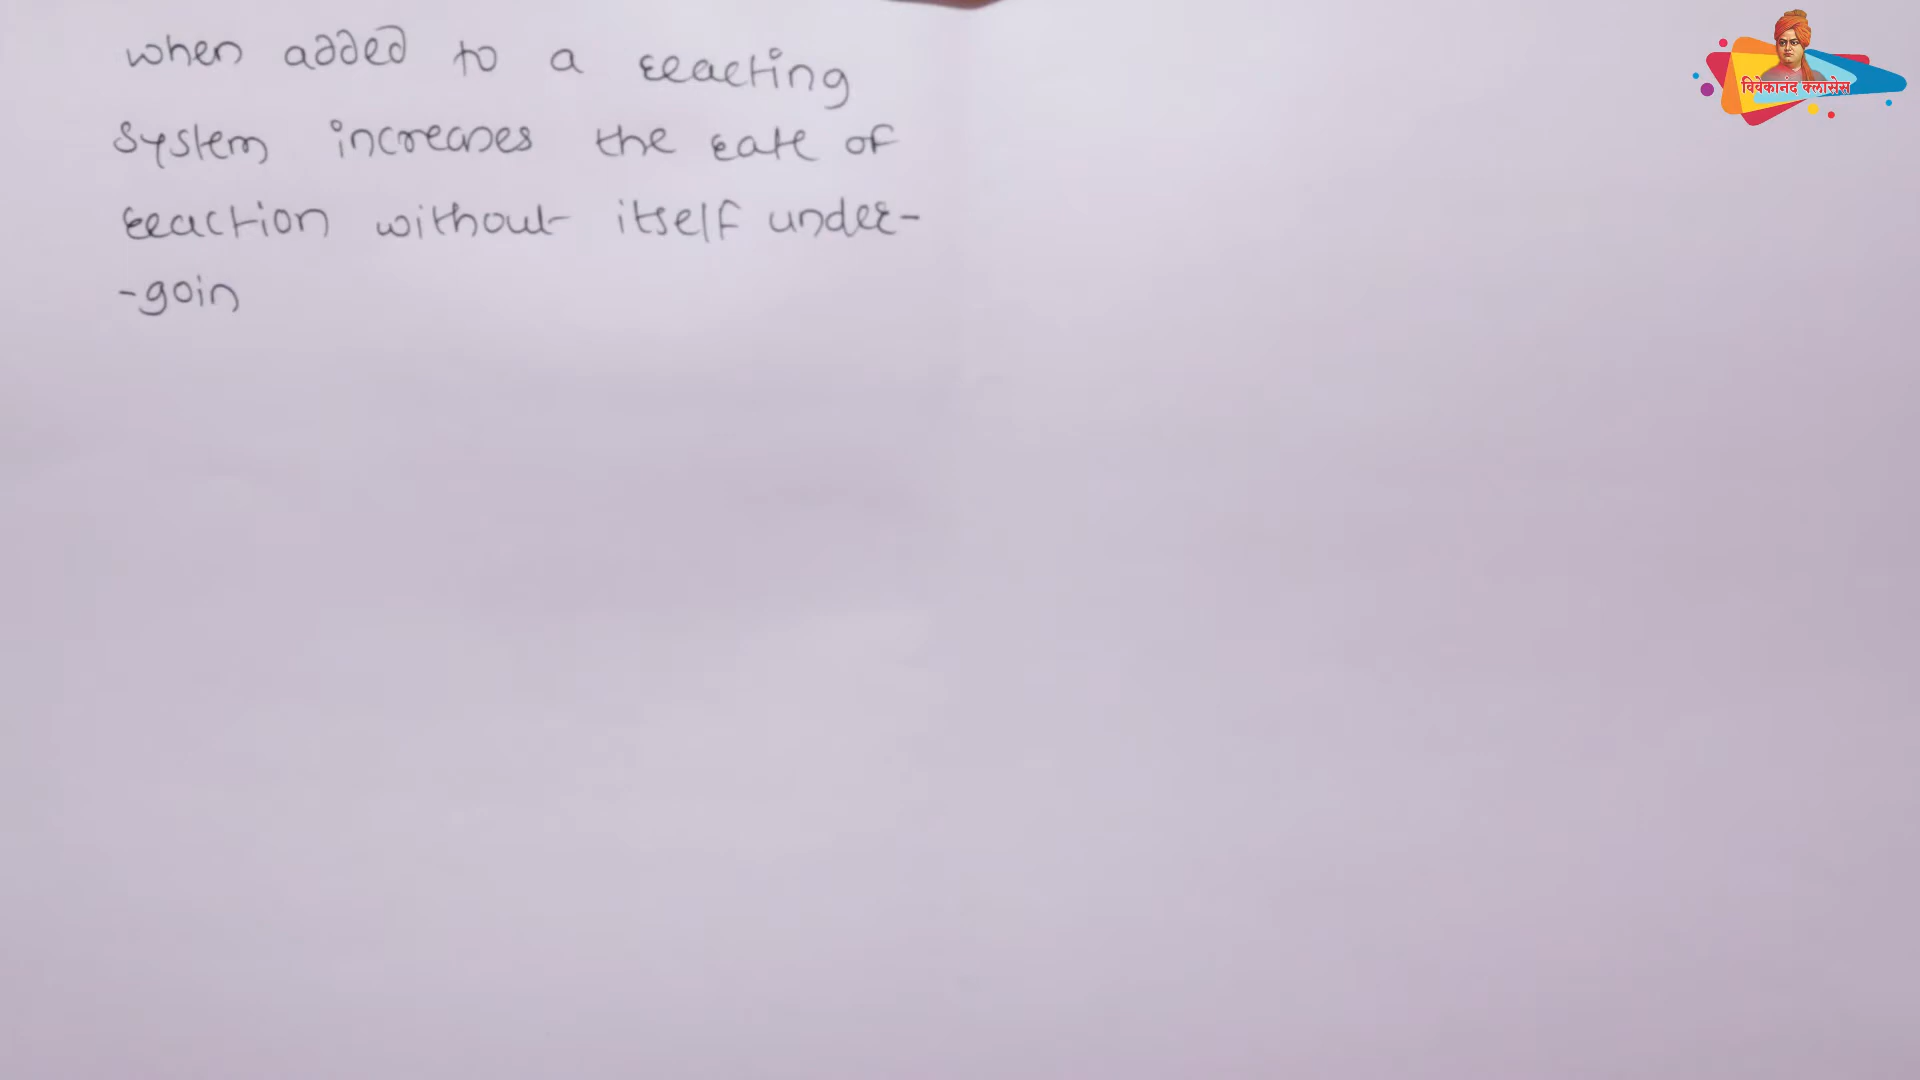 when added to a reacting
system increases the rate of
reaction without itself under-
-goin
विवेकानंद क्लासेस